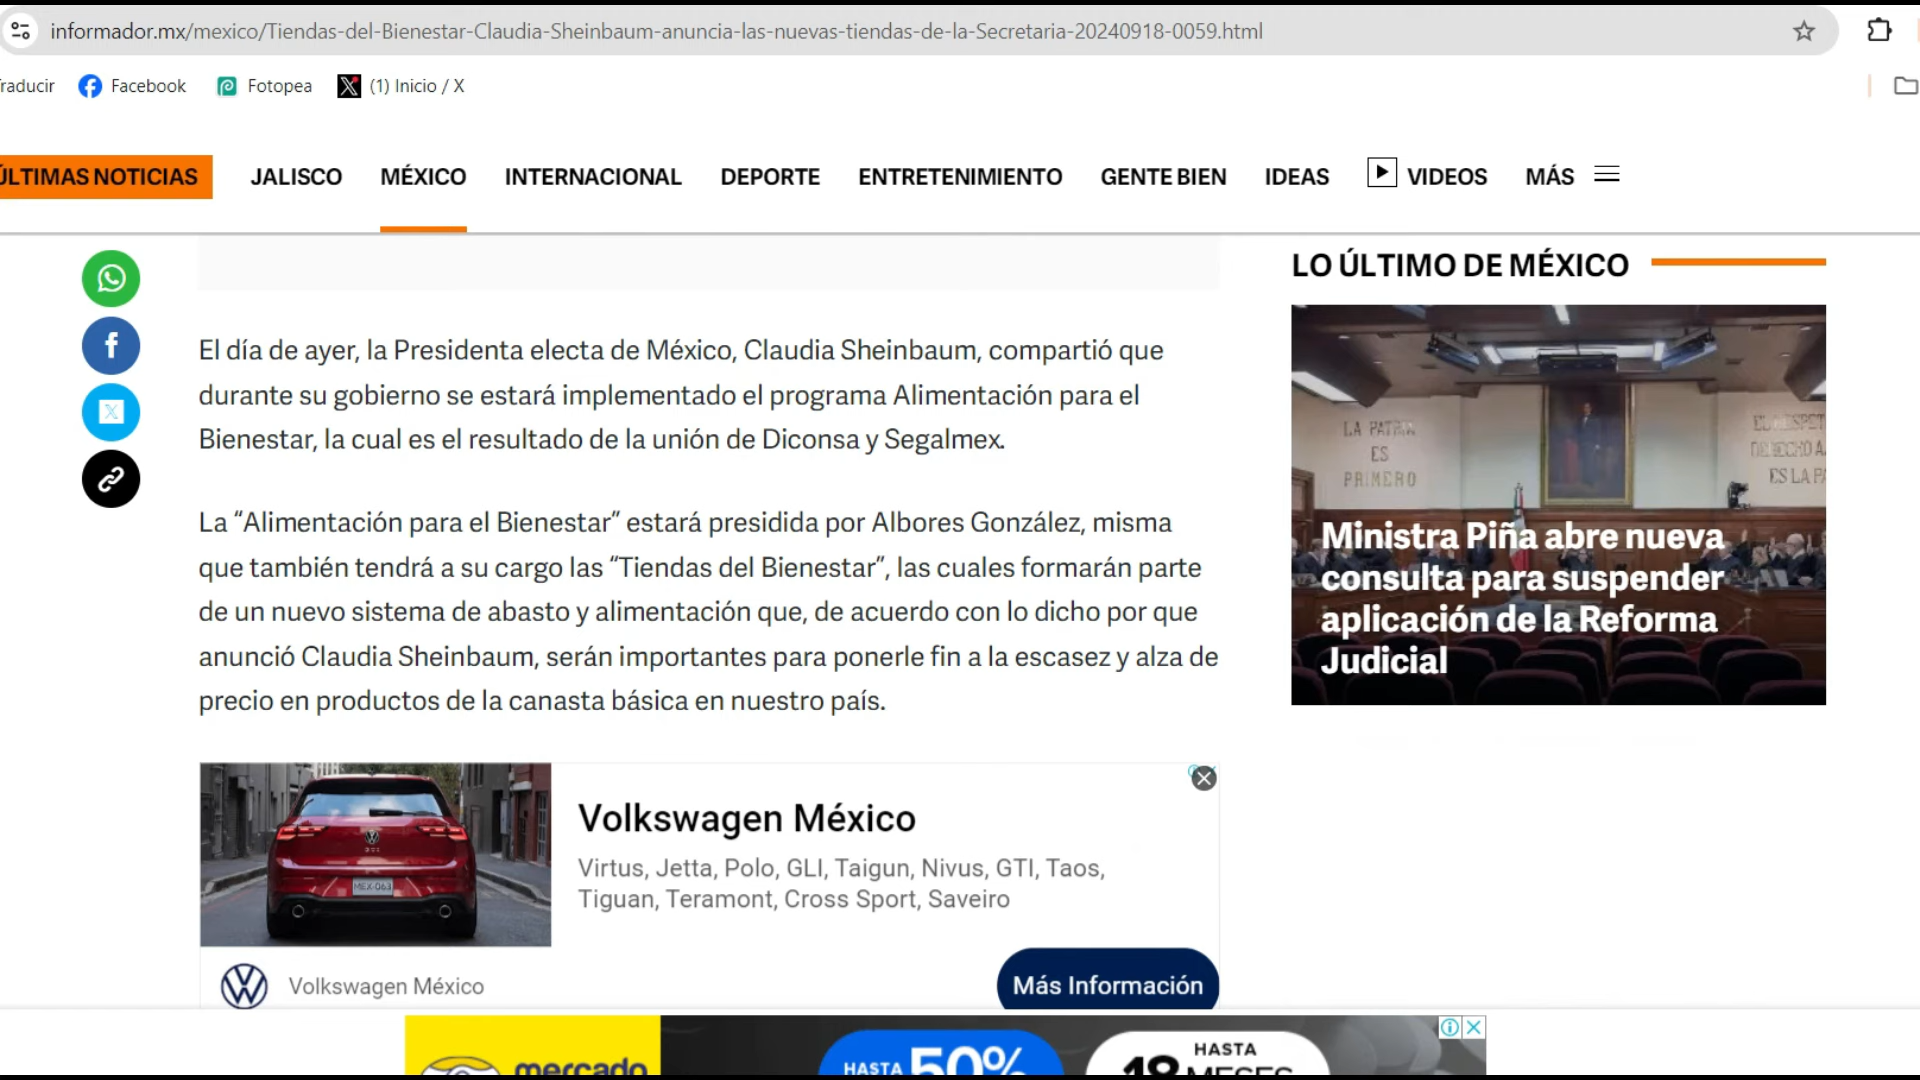 informador.mx/mexico/Tiendas-del-Bienestar-Claudia-Sheinbaum-anuncia-las-nuevas-tiendas-de-la-Secretaria-20240918-0059.html
raducir Facebook Fotopea (1) Inicio / X
ÚLTIMAS NOTICIAS JALISCO MÉXICO INTERNACIONAL DEPORTE ENTRETENIMIENTO GENTE BIEN IDEAS VIDEOS MÁS
El día de ayer, la Presidenta electa de México, Claudia Sheinbaum, compartió que
durante su gobierno se estará implementado el programa Alimentación para el
Bienestar, la cual es el resultado de la unión de Diconsa y Segalmex.
La “Alimentación para el Bienestar” estará presidida por Albores González, misma
que también tendrá a su cargo las “Tiendas del Bienestar”, las cuales formarán parte
de un nuevo sistema de abasto y alimentación que, de acuerdo con lo dicho por que
anunció Claudia Sheinbaum, serán importantes para ponerle fin a la escasez y alza de
precio en productos de la canasta básica en nuestro país.
LO ÚLTIMO DE MÉXICO
LA PATRIA
ES
PRIMERO
EL RESPET
DERECHO A
ES LA PA
Ministra Piña abre nueva
consulta para suspender
aplicación de la Reforma
Judicial
MEX-063
Volkswagen México
Virtus, Jetta, Polo, GLI, Taigun, Nivus, GTI, Taos,
Tiguan, Teramont, Cross Sport, Saveiro
Volkswagen México
Más Información
mercado
HASTA 50%
HASTA
18 MESES